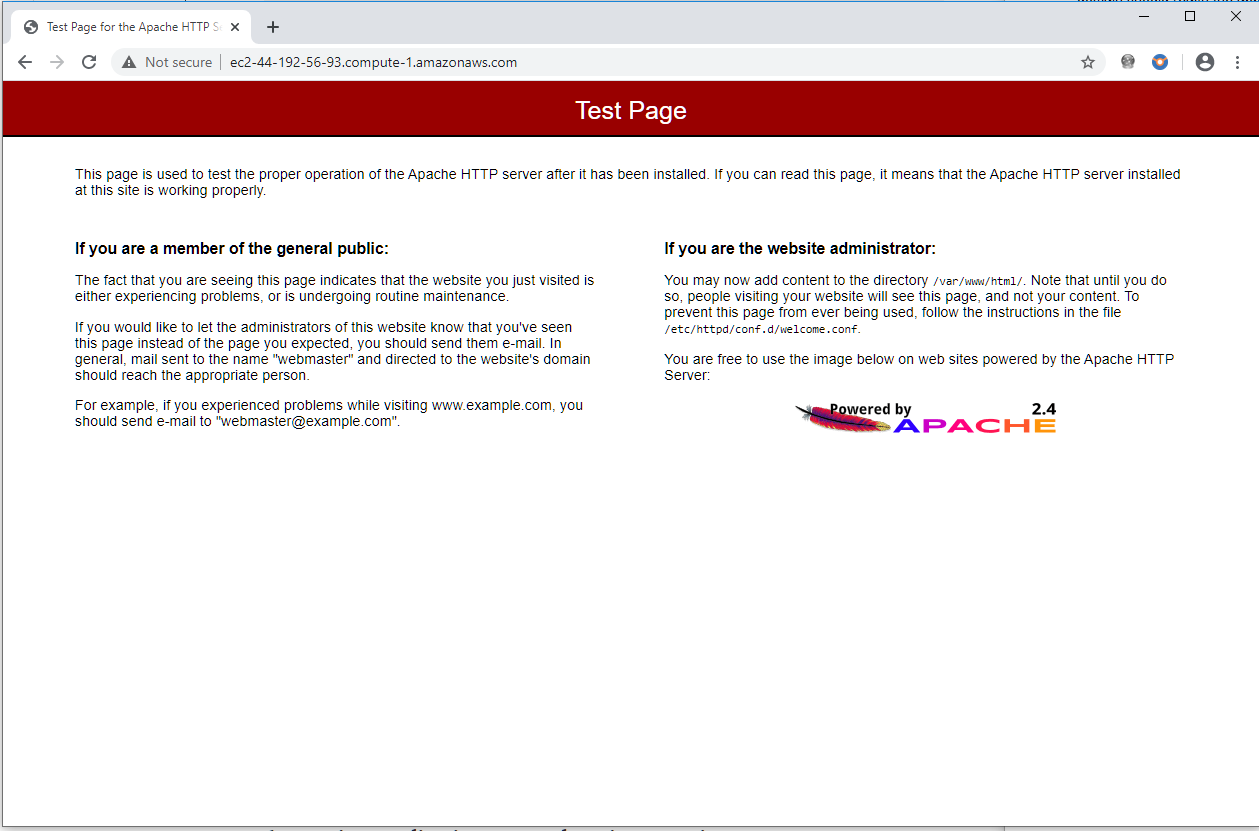 Test Page for the Apache HTTP S
Not secure
ec2-44-192-56-93.compute-1.amazonaws.com
Test Page
This page is used to test the proper operation of the Apache HTTP server after it has been installed. If you can read this page, it means that the Apache HTTP server installed
at this site is working properly.
If you are a member of the general public:
The fact that you are seeing this page indicates that the website you just visited is
either experiencing problems, or is undergoing routine maintenance.
If you would like to let the administrators of this website know that you've seen
this page instead of the page you expected, you should send them e-mail. In
general, mail sent to the name "webmaster" and directed to the website's domain
should reach the appropriate person.
For example, if you experienced problems while visiting www.example.com, you
should send e-mail to "webmaster@example.com".
If you are the website administrator:
You may now add content to the directory /var/www/html/. Note that until you do
so, people visiting your website will see this page, and not your content. To
prevent this page from ever being used, follow the instructions in the file
/etc/httpd/conf.d/welcome.conf.
You are free to use the image below on web sites powered by the Apache HTTP
Server:
Powered by 2.4
APACHE